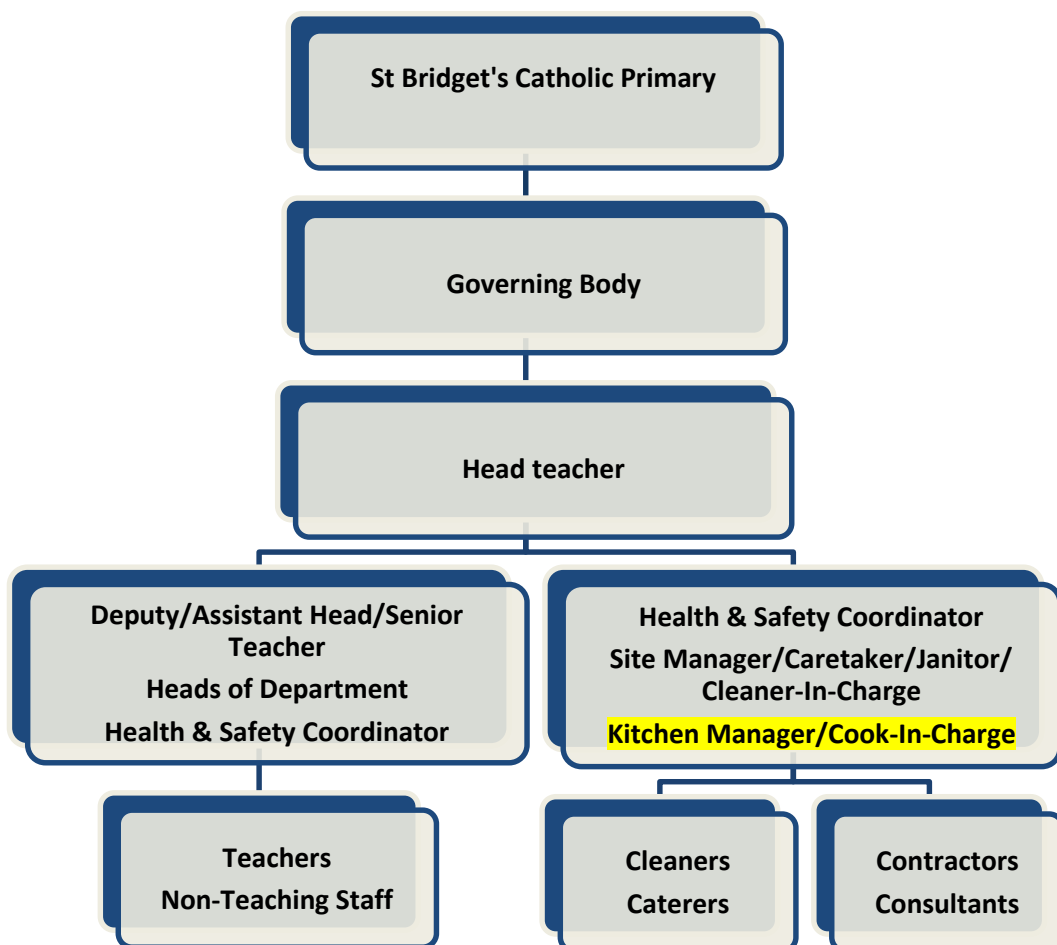 St Bridget's Catholic Primary
Governing Body
Head teacher
Deputy/Assistant Head/Senior
Teacher
Heads of Department
Health & Safety Coordinator
Health & Safety Coordinator
Site Manager/Caretaker/Janitor/
Cleaner-In-Charge
Kitchen Manager/Cook-In-Charge
Teachers
Non-Teaching Staff
Cleaners
Caterers
Contractors
Consultants